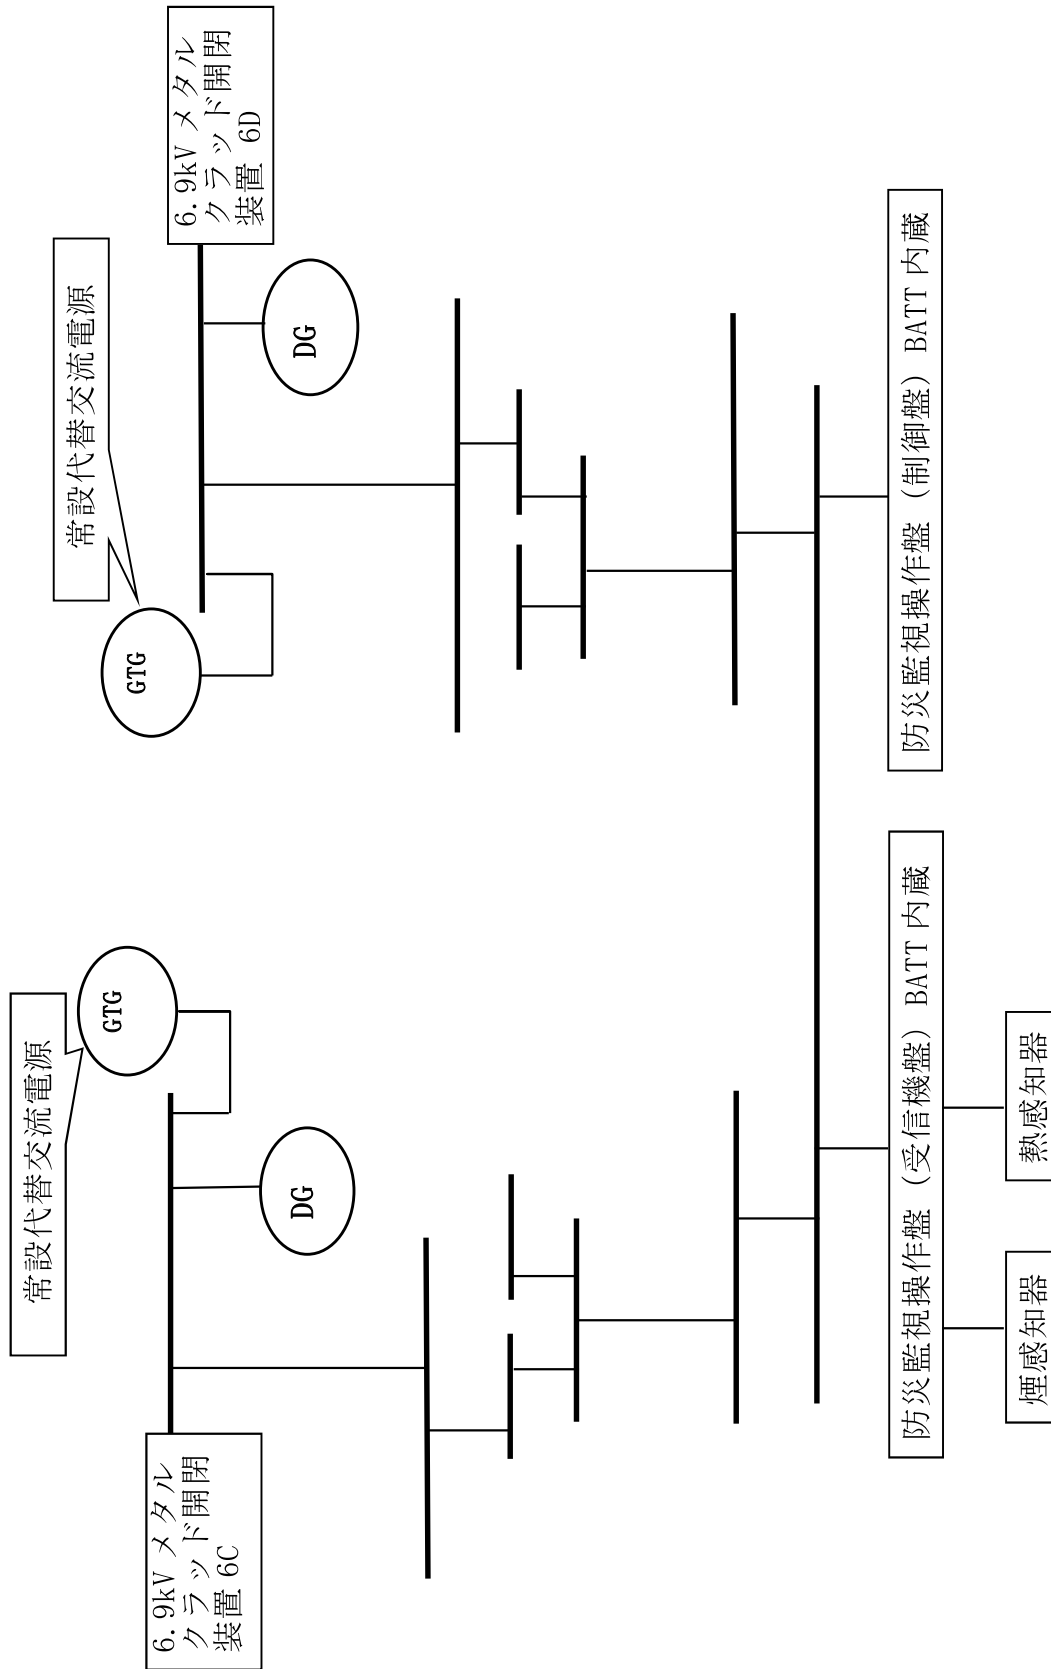 常設代替交流電源
GTG
6.9kV メタル
クラッド開閉
装置 6C
DG
常設代替交流電源
GTG
6.9kV メタル
クラッド開閉
装置 6D
DG
防災監視操作盤（受信機盤）BATT 内蔵
防災監視操作盤（制御盤）BATT 内蔵
煙感知器
熱感知器